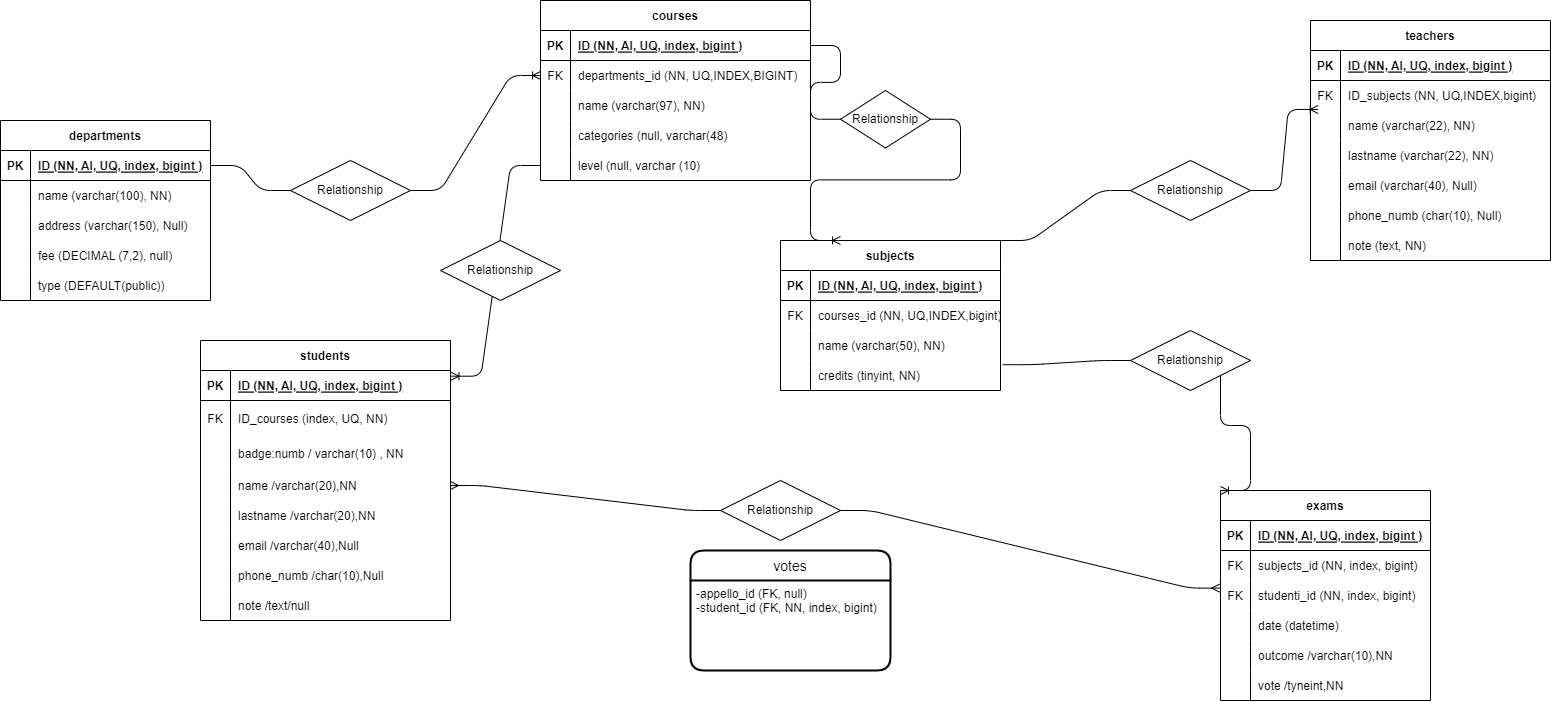 courses
PK ID (NN, AI, UQ, index, bigint )
FK departments_id (NN, UQ,INDEX,BIGINT)
name (varchar(97), NN)
categories (null, varchar(48)
level (null, varchar (10)
teachers
PK ID (NN, AI, UQ, index, bigint )
FK ID_subjects (NN, UQ,INDEX,bigint)
name (varchar(22), NN)
lastname (varchar(22), NN)
email (varchar(40), Null)
phone_numb (char(10), Null)
note (text, NN)
departments
PK ID (NN, AI, UQ, index, bigint )
name (varchar(100), NN)
address (varchar(150), Null)
fee (DECIMAL (7,2), null)
type (DEFAULT(public))
Relationship
Relationship
Relationship
Relationship
subjects
PK ID (NN, AI, UQ, index, bigint )
FK courses_id (NN, UQ,INDEX,bigint)
name (varchar(50), NN)
credits (tinyint, NN)
Relationship
students
PK ID (NN, AI, UQ, index, bigint )
FK ID_courses (index, UQ, NN)
badge:numb / varchar(10) , NN
name /varchar(20),NN
lastname /varchar(20),NN
email /varchar(40),Null
phone_numb /char(10),Null
note /text/null
Relationship
votes
-appello_id (FK, null)
-student_id (FK, NN, index, bigint)
exams
PK ID (NN, AI, UQ, index, bigint )
FK subjects_id (NN, index, bigint)
FK studenti_id (NN, index, bigint)
date (datetime)
outcome /varchar(10),NN
vote /tyneint,NN